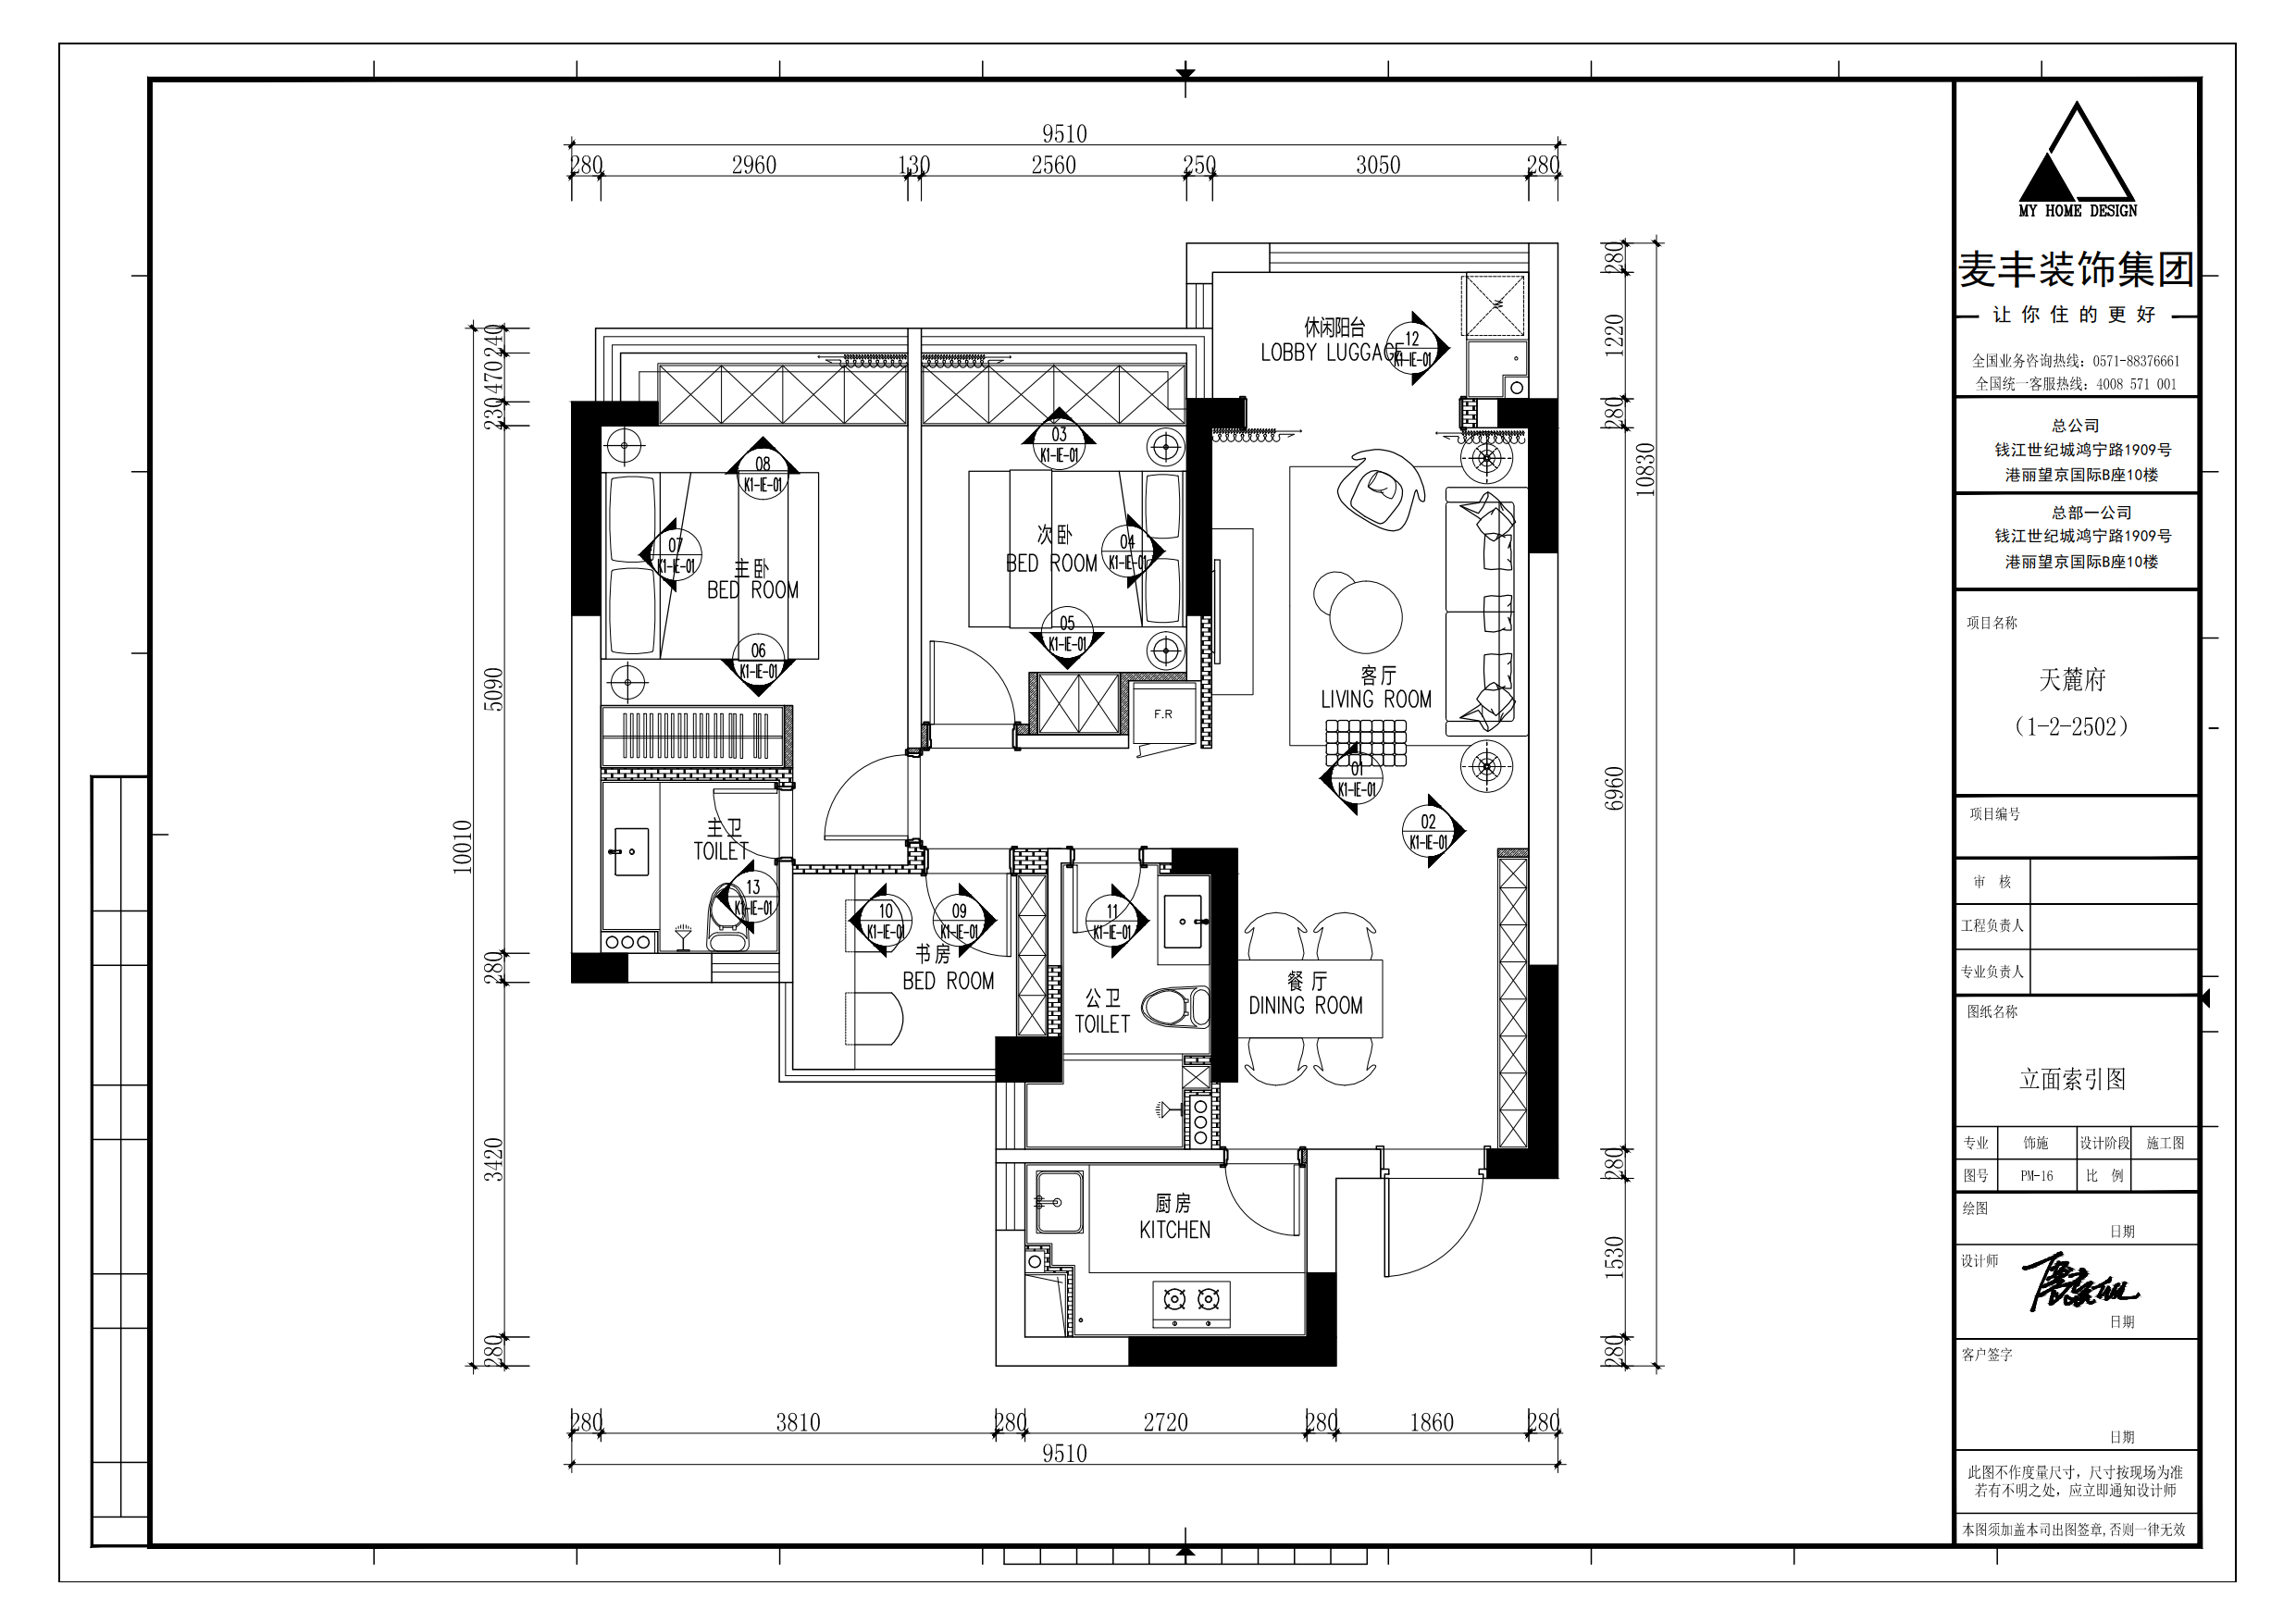 9510
280 2960 130 2560 250 3050 280
280
1220
280
10830
6960
280
1530
280
240
470
230
5090
10010
280
3420
280
休闲阳台
LOBBY LUGGAGE
12
K1-IE-01
W
08
K1-IE-01
03
K1-IE-01
07
K1-IE-01
主卧
BED ROOM
次卧
BED ROOM
04
K1-IE-01
06
K1-IE-01
05
K1-IE-01
客厅
LIVING ROOM
F.R
01
K1-IE-01
02
K1-IE-01
主卫
TOILET
13
K1-IE-01
10
K1-IE-01
09
K1-IE-01
11
K1-IE-01
书房
BED ROOM
公卫
TOILET
餐厅
DINING ROOM
厨房
KITCHEN
280 3810 280 2720 280 1860 280
9510
MY HOME DESIGN
麦丰装饰集团
让你住的更好
全国业务咨询热线：0571-88376661
全国统一客服热线：4008 571 001
总公司
钱江世纪城鸿宁路1909号
港丽望京国际B座10楼
总部一公司
钱江世纪城鸿宁路1909号
港丽望京国际B座10楼
项目名称
天麓府
（1-2-2502）
项目编号
审 核
工程负责人
专业负责人
图纸名称
立面索引图
专业 饰施 设计阶段 施工图
图号 PM-16 比 例
绘图
日期
设计师
日期
客户签字
日期
此图不作度量尺寸，尺寸按现场为准
若有不明之处，应立即通知设计师
本图须加盖本司出图签章,否则一律无效